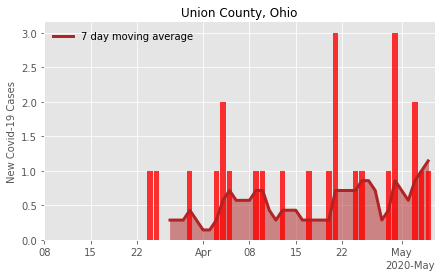 Union County, Ohio
7 day moving average
New Covid-19 Cases
3.0
2.5
2.0
1.5
1.0
0.5
0.0
08 15 22 Apr 08 15 22 May
2020-May